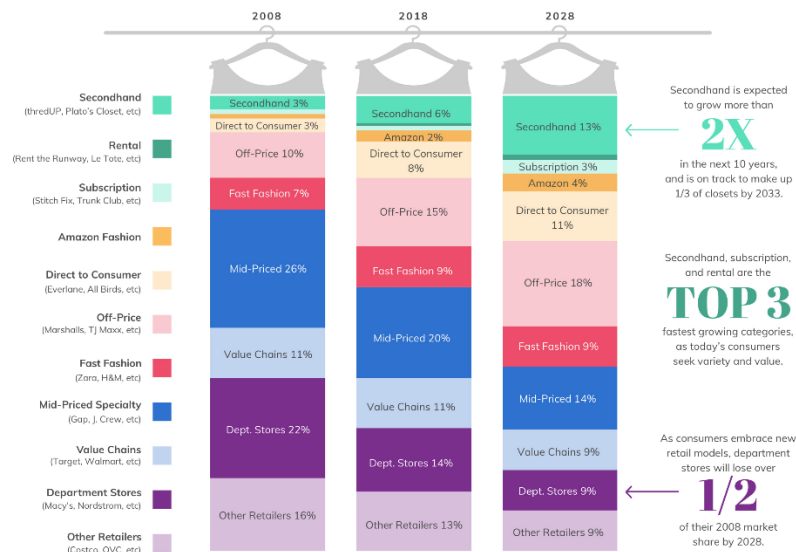 2008
2018
2028
Secondhand
(thredUP, Plato's Closet, etc)
Rental
(Rent the Runway, Le Tote, etc)
Subscription
(Stitch Fix, Trunk Club, etc)
Amazon Fashion
Direct to Consumer
(Everlane, All Birds, etc)
Off-Price
(Marshalls, TJ Maxx, etc)
Fast Fashion
(Zara, H&M, etc)
Mid-Priced Specialty
(Gap, J. Crew, etc)
Value Chains
(Target, Walmart, etc)
Department Stores
(Macy's, Nordstrom, etc)
Other Retailers
(Costco, QVC, etc)
Secondhand 3%
Direct to Consumer 3%
Off-Price 10%
Fast Fashion 7%
Mid-Priced 26%
Value Chains 11%
Dept. Stores 22%
Other Retailers 16%
Secondhand 6%
Amazon 2%
Direct to Consumer
8%
Off-Price 15%
Fast Fashion 9%
Mid-Priced 20%
Value Chains 11%
Dept. Stores 14%
Other Retailers 13%
Secondhand 13%
Subscription 3%
Amazon 4%
Direct to Consumer
11%
Off-Price 18%
Fast Fashion 9%
Mid-Priced 14%
Value Chains 9%
Dept. Stores 9%
Other Retailers 9%
Secondhand is expected
to grow more than
2X
in the next 10 years,
and is on track to make up
1/3 of closets by 2033.
Secondhand, subscription,
and rental are the
TOP 3
fastest growing categories,
as today's consumers
seek variety and value.
As consumers embrace new
retail models, department
stores will lose over
1/2
of their 2008 market
share by 2028.